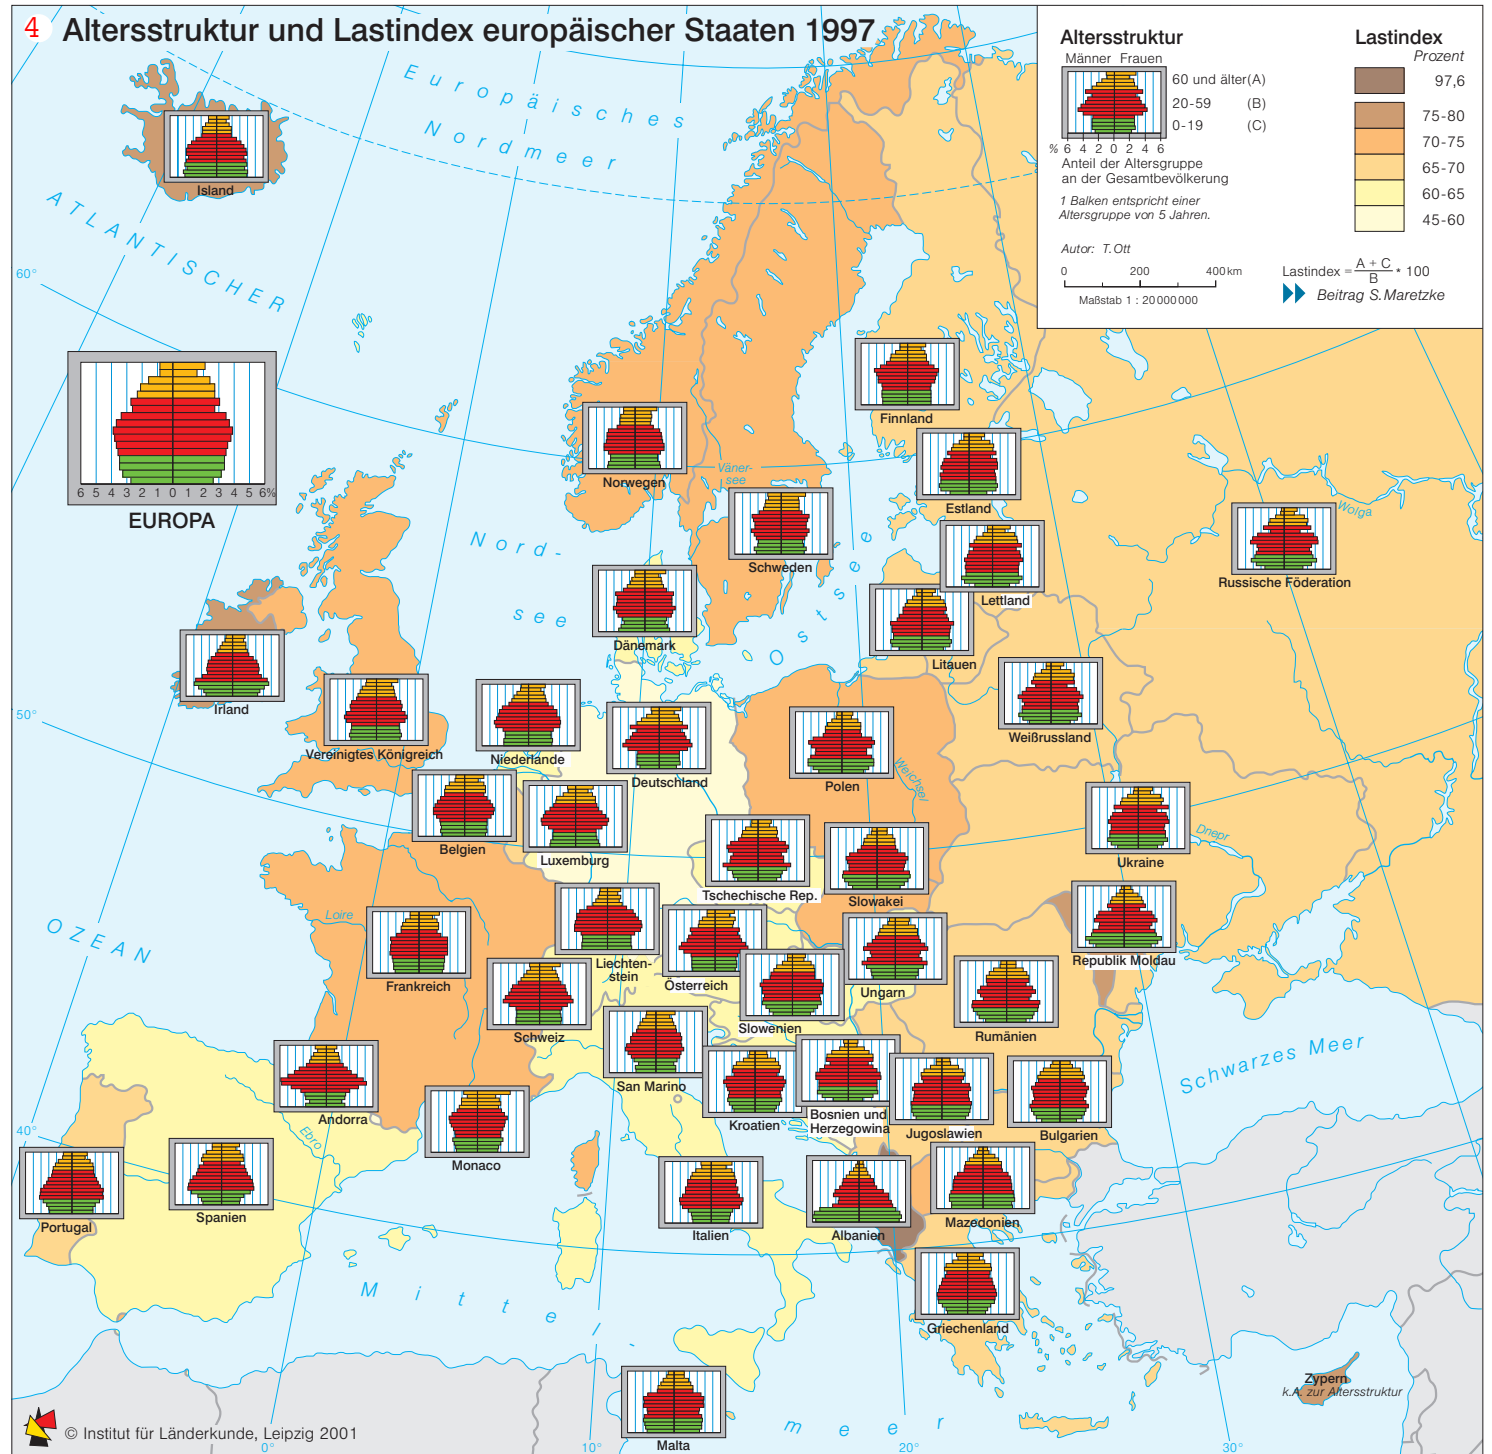 4 Altersstruktur und Lastindex europäischer Staaten 1997
Altersstruktur
Männer Frauen
60 und älter(A)
20-59 (B)
0-19 (C)
% 6 4 2 0 2 4 6
Anteil der Altersgruppe
an der Gesamtbevölkerung
1 Balken entspricht einer
Altersgruppe von 5 Jahren.
Autor: T. Ott
0 200 400 km
Maßstab 1 : 20 000 000
Lastindex
Prozent
97,6
75-80
70-75
65-70
60-65
45-60
Lastindex = A + C / B * 100
Beitrag S. Maretzke
Europäisches
Nordmeer
ATLANTISCHER
OZEAN
60°
50°
40°
Island
6 5 4 3 2 1 0 1 2 3 4 5 6%
EUROPA
Finnland
Norwegen
Väner-
see
Estland
Schweden
Wolga
Russische Föderation
Nord-
see
Ostsee
Lettland
Dänemark
Litauen
Irland
Weißrussland
Vereinigtes Königreich
Niederlande
Deutschland
Polen
Weichsel
Belgien
Luxemburg
Dnepr
Ukraine
Tschechische Rep.
Slowakei
Loire
Frankreich
Liechten-
stein
Österreich
Ungarn
Republik Moldau
Schweiz
Slowenien
Rumänien
San Marino
Schwarzes Meer
Andorra
Ebro
Monaco
Kroatien
Bosnien und
Herzegowina
Jugoslawien
Bulgarien
Portugal
Spanien
Italien
Albanien
Mazedonien
Griechenland
Mittel-
meer
Malta
Zypern
k.A. zur Altersstruktur
© Institut für Länderkunde, Leipzig 2001
0°
10°
20°
30°